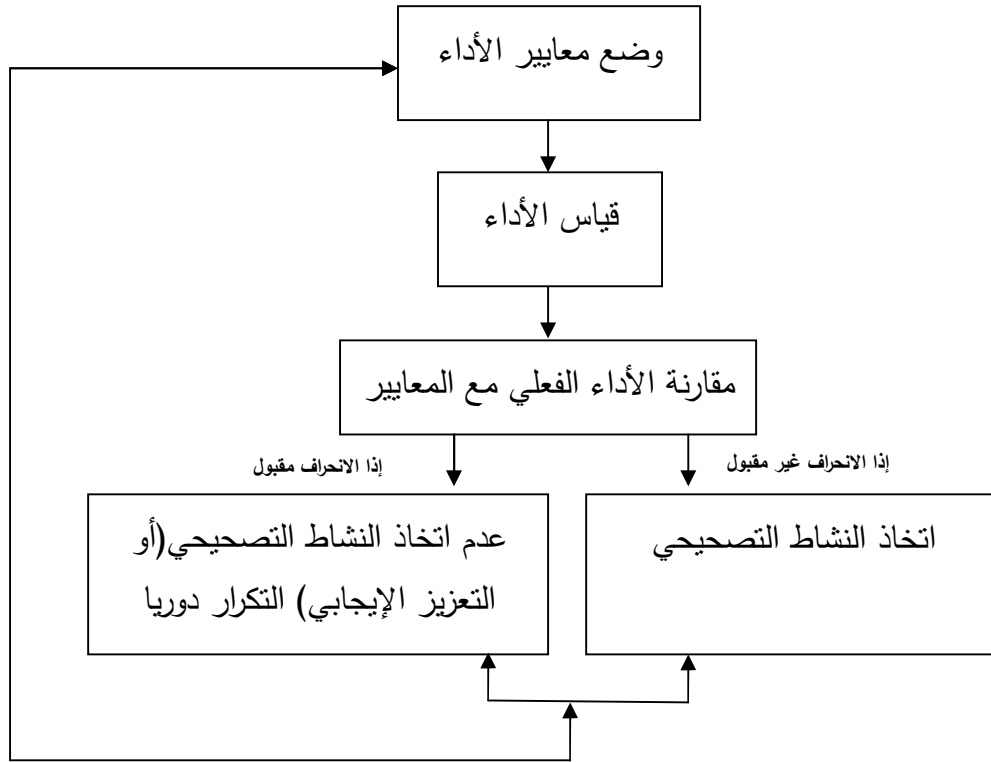 وضع معايير الأداء
قياس الأداء
مقارنة الأداء الفعلي مع المعايير
إذا الانحراف غير مقبول
إذا الانحراف مقبول
اتخاذ النشاط التصحيحي
عدم اتخاذ النشاط التصحيحي(أو
التعزيز الإيجابي) التكرار دوريا